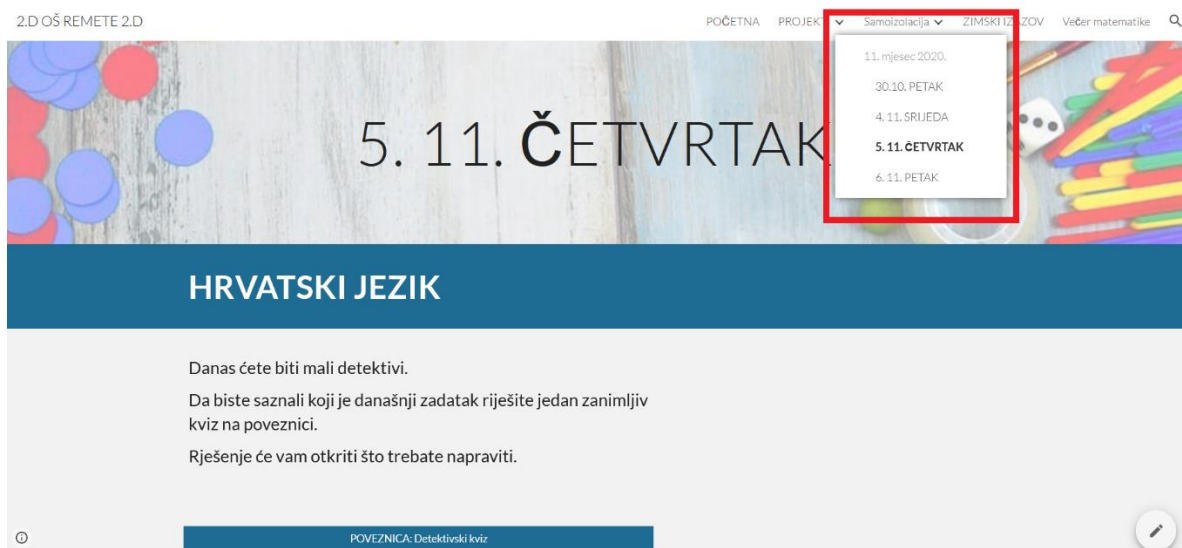 2.D OŠ REMETE 2.D
POČETNA PROJEKTI Samoizolacija ZIMSKI IZAZOV Večer matematike
11. mjesec 2020.
30.10. PETAK
4. 11. SRIJEDA
5. 11. ČETVRTAK
6. 11. PETAK
5. 11. ČETVRTAK
HRVATSKI JEZIK
Danas ćete biti mali detektivi.
Da biste saznali koji je današnji zadatak riješite jedan zanimljiv
kviz na poveznici.
Rješenje će vam otkriti što trebate napraviti.
POVEZNICA: Detektivski kviz